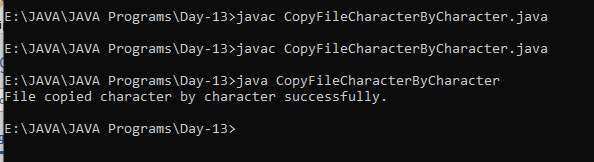 E:\JAVA\JAVA Programs\Day-13>javac CopyFileCharacterByCharacter.java
E:\JAVA\JAVA Programs\Day-13>javac CopyFileCharacterByCharacter.java
E:\JAVA\JAVA Programs\Day-13>java CopyFileCharacterByCharacter
File copied character by character successfully.
E:\JAVA\JAVA Programs\Day-13>